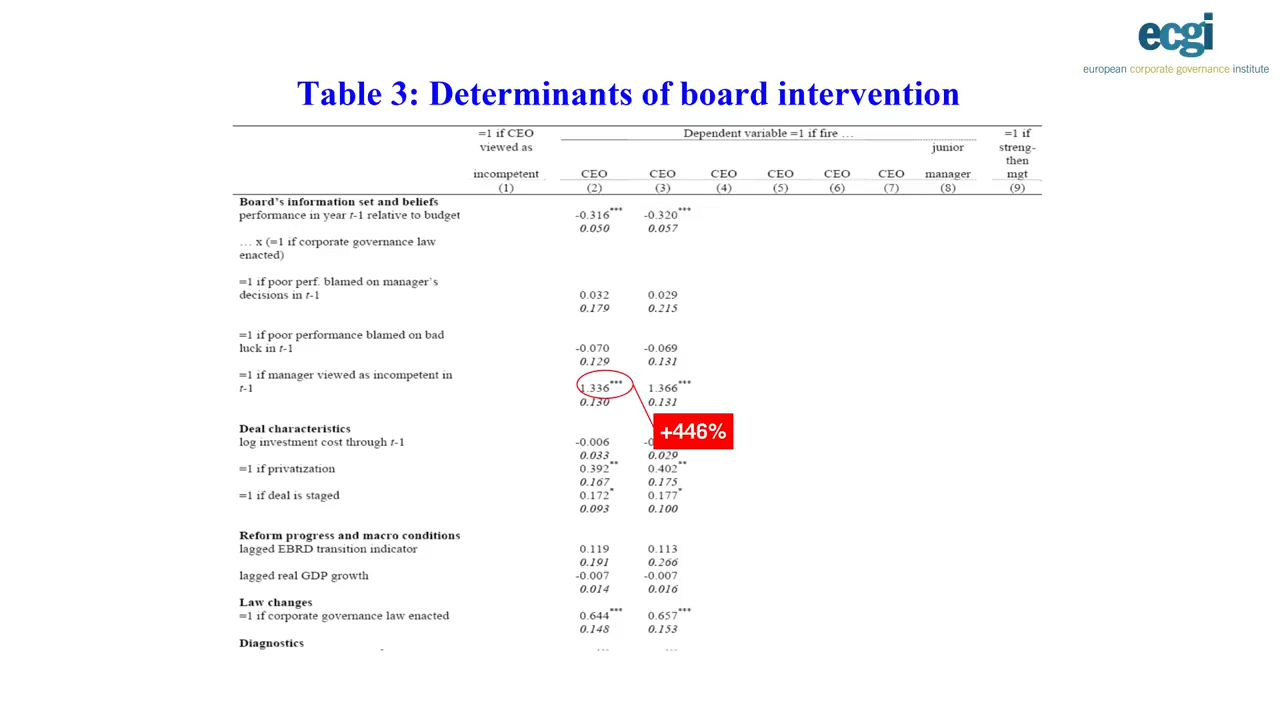 ecgi
european corporate governance institute
Table 3: Determinants of board intervention
=1 if CEO viewed as incompetent
Dependent variable =1 if fire …
=1 if streng-then mgt
CEO CEO CEO CEO CEO CEO junior manager
(1) (2) (3) (4) (5) (6) (7) (8) (9)
Board's information set and beliefs
performance in year t-1 relative to budget -0.316*** -0.320***
0.050 0.057
… x (=1 if corporate governance law
enacted)
=1 if poor perf. blamed on manager's
decisions in t-1 0.032 0.029
0.179 0.215
=1 if poor performance blamed on bad
luck in t-1 -0.070 -0.069
0.129 0.131
=1 if manager viewed as incompetent in
t-1 1.336*** 1.366***
0.130 0.131
+446%
Deal characteristics
log investment cost through t-1 -0.006
0.033 0.029
=1 if privatization 0.392** 0.402**
0.167 0.175
=1 if deal is staged 0.172* 0.177*
0.093 0.100
Reform progress and macro conditions
lagged EBRD transition indicator 0.119 0.113
0.191 0.266
lagged real GDP growth -0.007 -0.007
0.014 0.016
Law changes
=1 if corporate governance law enacted 0.644*** 0.657***
0.148 0.153
Diagnostics